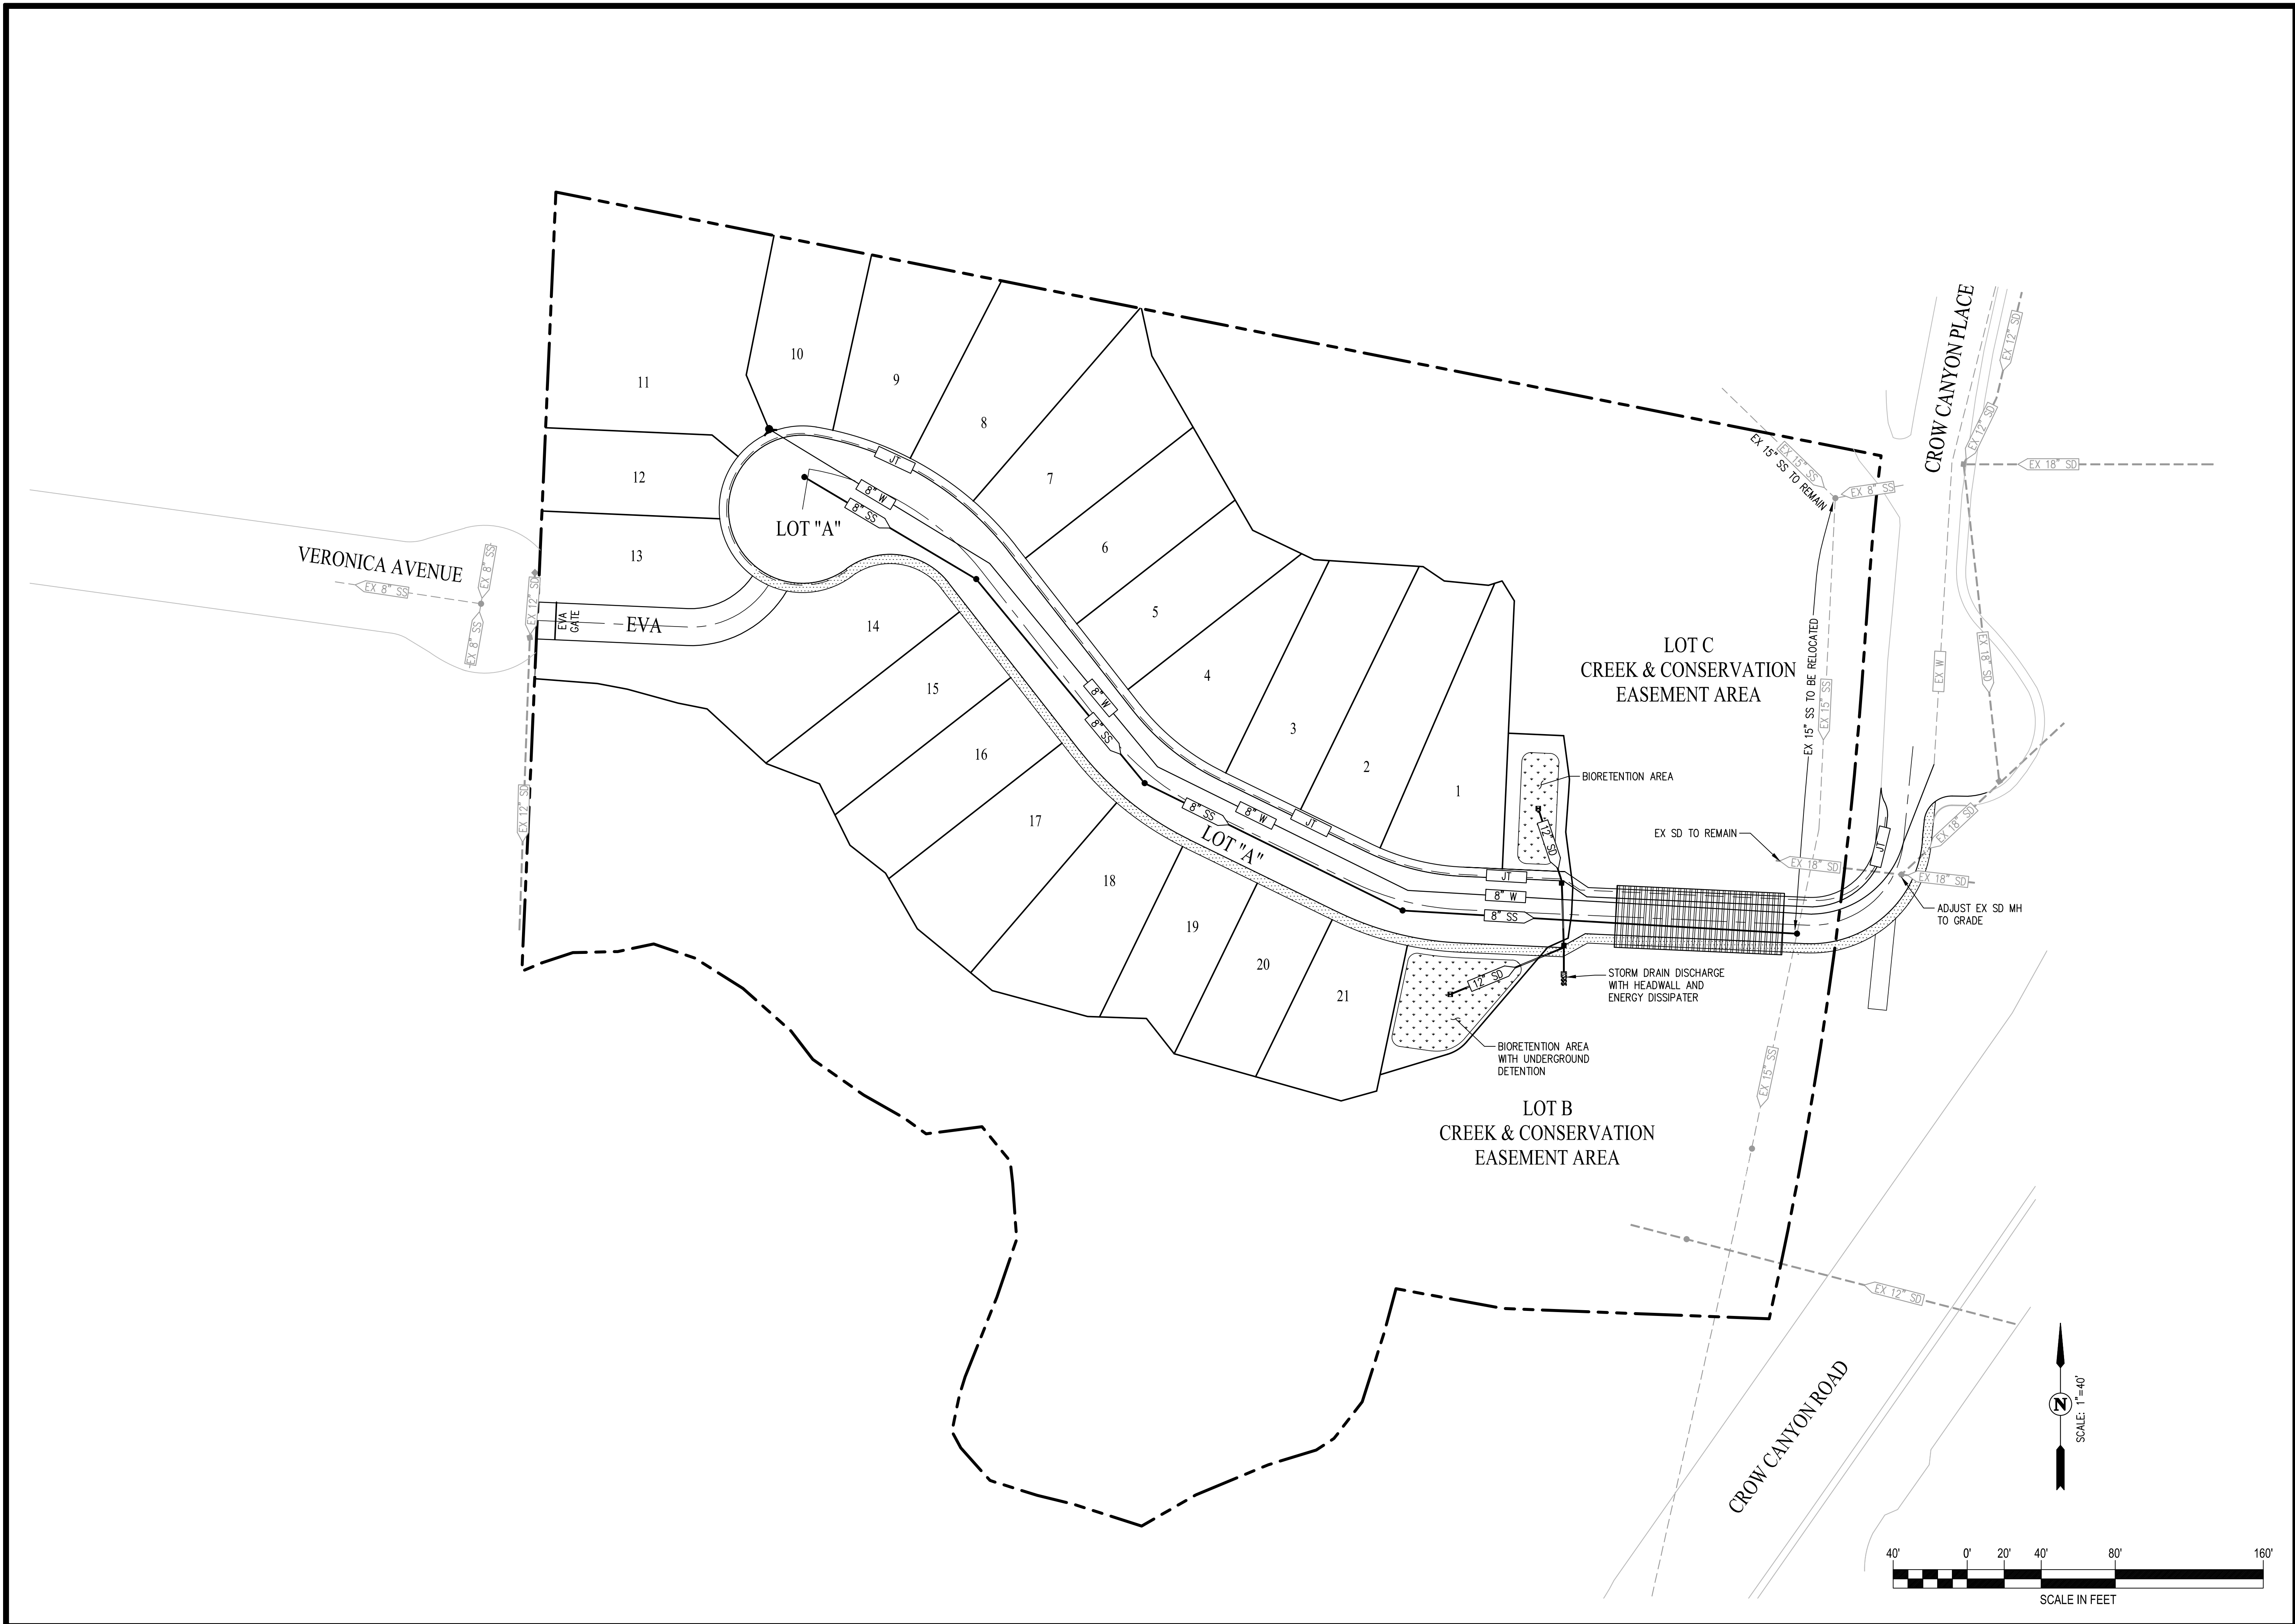 10
11
9
8
12
7
13
6
5
14
15
4
3
16
2
1
17
18
19
20
21
JT
8" W
8" SS
LOT "A"
VERONICA AVENUE
EX 8" SS
EX 8" SS
EX 8" SS
EX 12" SD
EX 12" SD
EVA
GATE
EVA
8" W
8" SS
8" SS
8" W
JT
LOT "A"
JT
8" W
8" SS
12" SD
BIORETENTION AREA
12" SD
BIORETENTION AREA
WITH UNDERGROUND
DETENTION
STORM DRAIN DISCHARGE
WITH HEADWALL AND
ENERGY DISSIPATER
LOT C
CREEK & CONSERVATION
EASEMENT AREA
LOT B
CREEK & CONSERVATION
EASEMENT AREA
EX 15" SS
EX 15" SS TO REMAIN
EX 8" SS
EX 15" SS TO BE RELOCATED
EX 15" SS
EX SD TO REMAIN
EX 18" SD
JT
EX 18" SD
EX 18" SD
ADJUST EX SD MH
TO GRADE
EX 15" SS
EX 12" SD
CROW CANYON PLACE
EX 12" SD
EX 12" SD
EX 18" SD
EX 18" SD
EX W
CROW CANYON ROAD
N
SCALE: 1"=40'
40'
0'
20'
40'
80'
160'
SCALE IN FEET